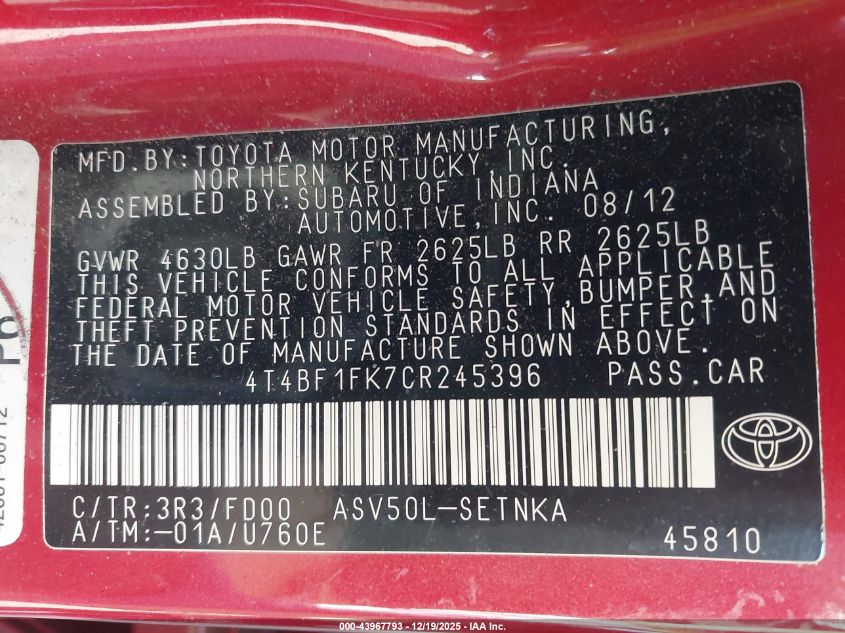 MFD.BY:TOYOTA MOTOR MANUFACTURING,
NORTHERN KENTUCKY,INC.
ASSEMBLED BY:SUBARU OF INDIANA
AUTOMOTIVE,INC. 08/12
GVWR 4630LB GAWR FR 2625LB RR 2625LB
THIS VEHICLE CONFORMS TO ALL APPLICABLE
FEDERAL MOTOR VEHICLE SAFETY,BUMPER,AND
THEFT PREVENTION STANDARDS IN EFFECT ON
THE DATE OF MANUFACTURE SHOWN ABOVE.
4T4BF1FK7CR245396 PASS.CAR
C/TR:3R3/FD00 ASV50L-SETNKA
A/TM:-01A/U760E 45810
000-43967793 - 12/19/2025 - IAA Inc.